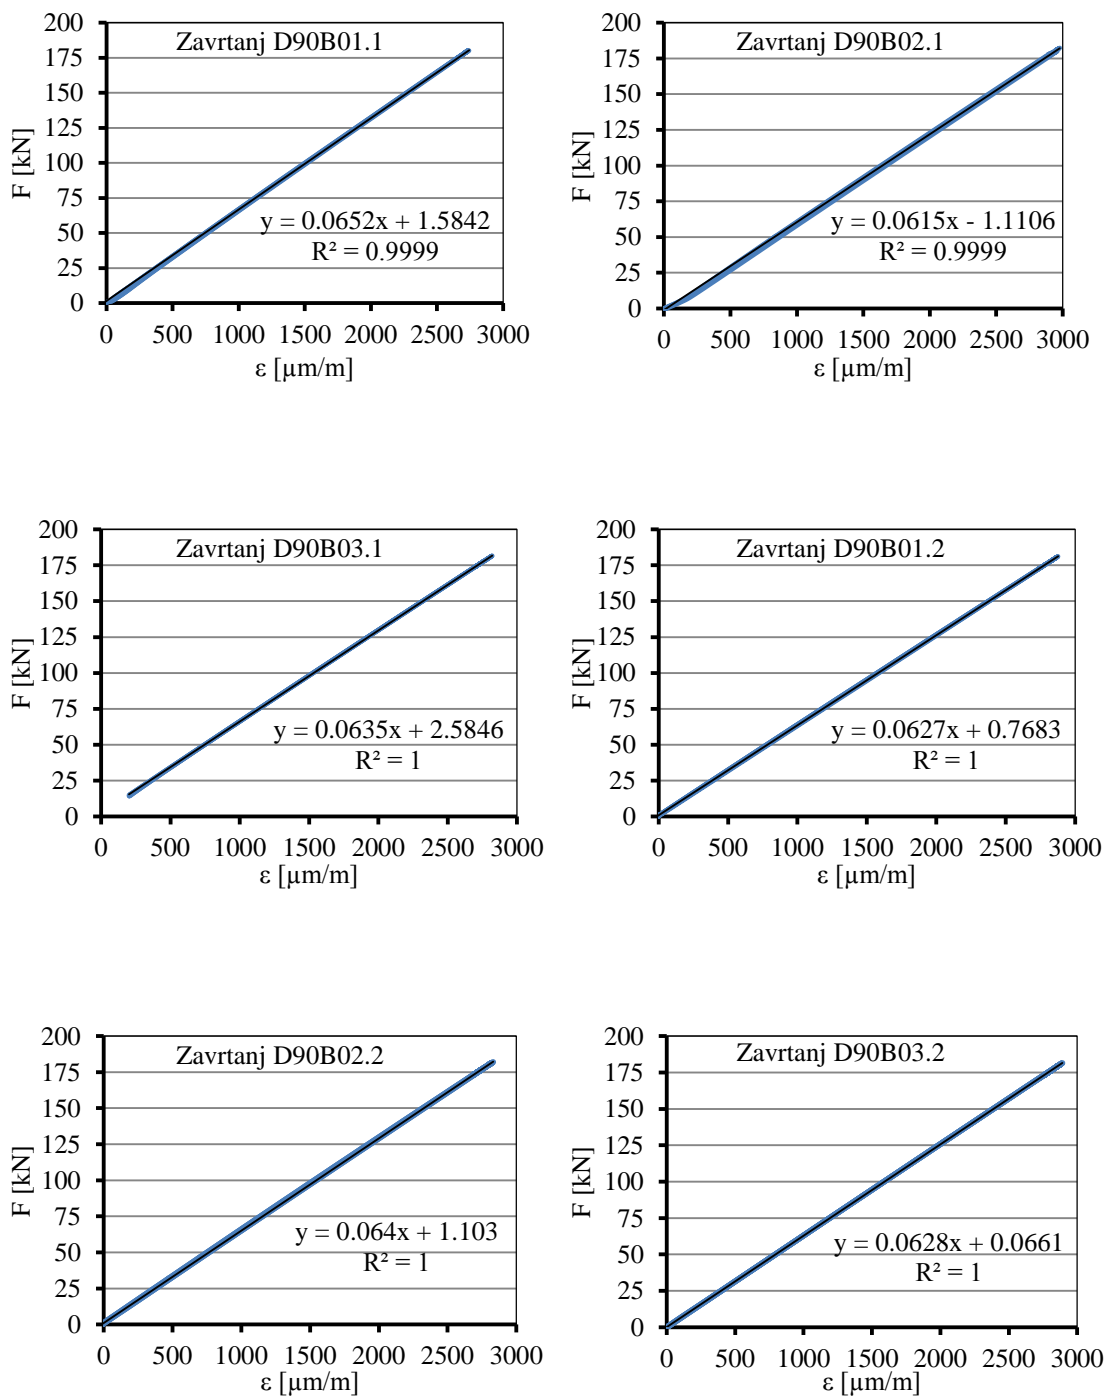 200
175
150
125
100
75
50
25
0
F [kN]
Zavrtanj D90B01.1
y = 0.0652x + 1.5842
R² = 0.9999
0 500 1000 1500 2000 2500 3000
ε [µm/m]
200
175
150
125
100
75
50
25
0
F [kN]
Zavrtanj D90B02.1
y = 0.0615x - 1.1106
R² = 0.9999
0 500 1000 1500 2000 2500 3000
ε [µm/m]
200
175
150
125
100
75
50
25
0
F [kN]
Zavrtanj D90B03.1
y = 0.0635x + 2.5846
R² = 1
0 500 1000 1500 2000 2500 3000
ε [µm/m]
200
175
150
125
100
75
50
25
0
F [kN]
Zavrtanj D90B01.2
y = 0.0627x + 0.7683
R² = 1
0 500 1000 1500 2000 2500 3000
ε [µm/m]
200
175
150
125
100
75
50
25
0
F [kN]
Zavrtanj D90B02.2
y = 0.064x + 1.103
R² = 1
0 500 1000 1500 2000 2500 3000
ε [µm/m]
200
175
150
125
100
75
50
25
0
F [kN]
Zavrtanj D90B03.2
y = 0.0628x + 0.0661
R² = 1
0 500 1000 1500 2000 2500 3000
ε [µm/m]